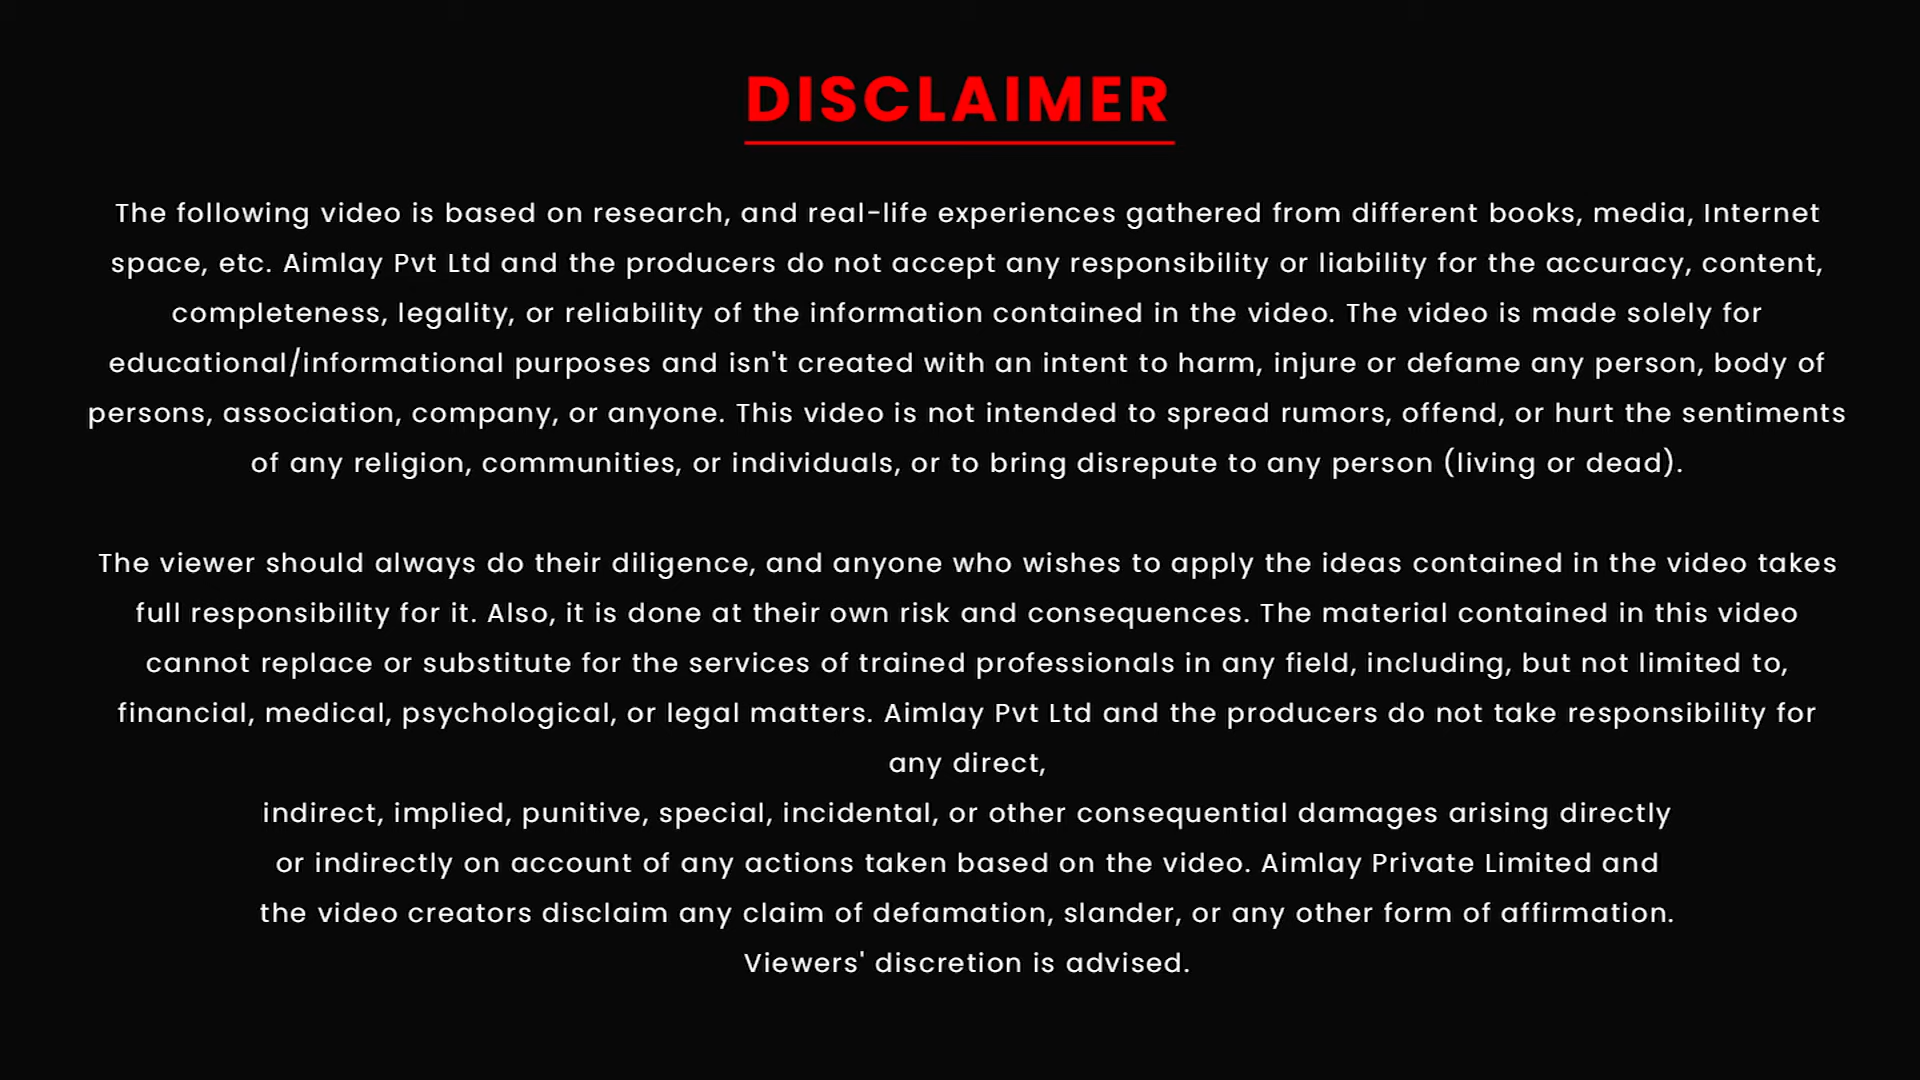 DISCLAIMER
The following video is based on research, and real-life experiences gathered from different books, media, Internet
space, etc. Aimlay Pvt Ltd and the producers do not accept any responsibility or liability for the accuracy, content,
completeness, legality, or reliability of the information contained in the video. The video is made solely for
educational/informational purposes and isn't created with an intent to harm, injure or defame any person, body of
persons, association, company, or anyone. This video is not intended to spread rumors, offend, or hurt the sentiments
of any religion, communities, or individuals, or to bring disrepute to any person (living or dead).
The viewer should always do their diligence, and anyone who wishes to apply the ideas contained in the video takes
full responsibility for it. Also, it is done at their own risk and consequences. The material contained in this video
cannot replace or substitute for the services of trained professionals in any field, including, but not limited to,
financial, medical, psychological, or legal matters. Aimlay Pvt Ltd and the producers do not take responsibility for
any direct,
indirect, implied, punitive, special, incidental, or other consequential damages arising directly
or indirectly on account of any actions taken based on the video. Aimlay Private Limited and
the video creators disclaim any claim of defamation, slander, or any other form of affirmation.
Viewers' discretion is advised.